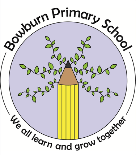 Bowburn Primary School
We all learn and grow together